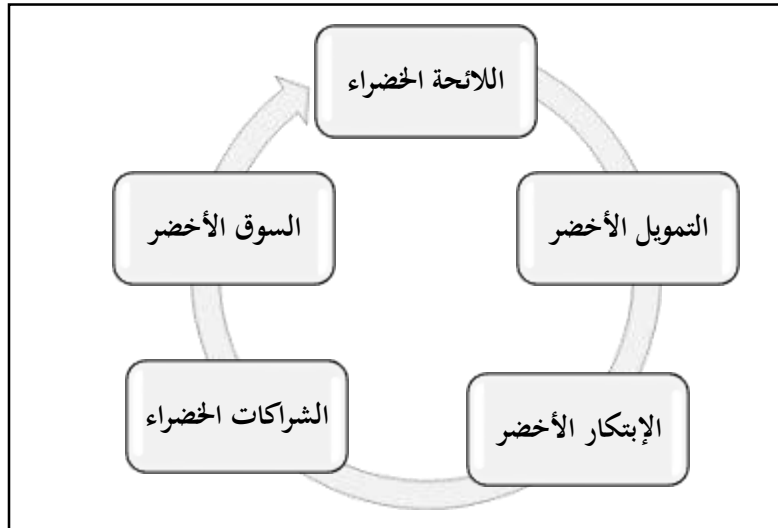 اللائحة الخضراء
التمويل الأخضر
الإبتكار الأخضر
الشراكات الخضراء
السوق الأخضر